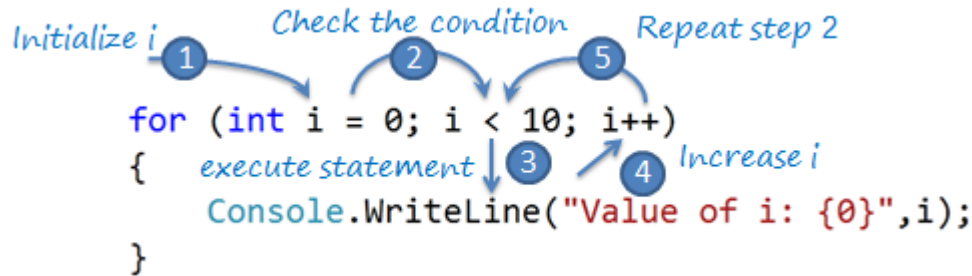 Initialize i
Check the condition
Repeat step 2
1
2
5
for (int i = 0; i < 10; i++)
{
execute statement
3
4
Increase i
Console.WriteLine("Value of i: {0}",i);
}